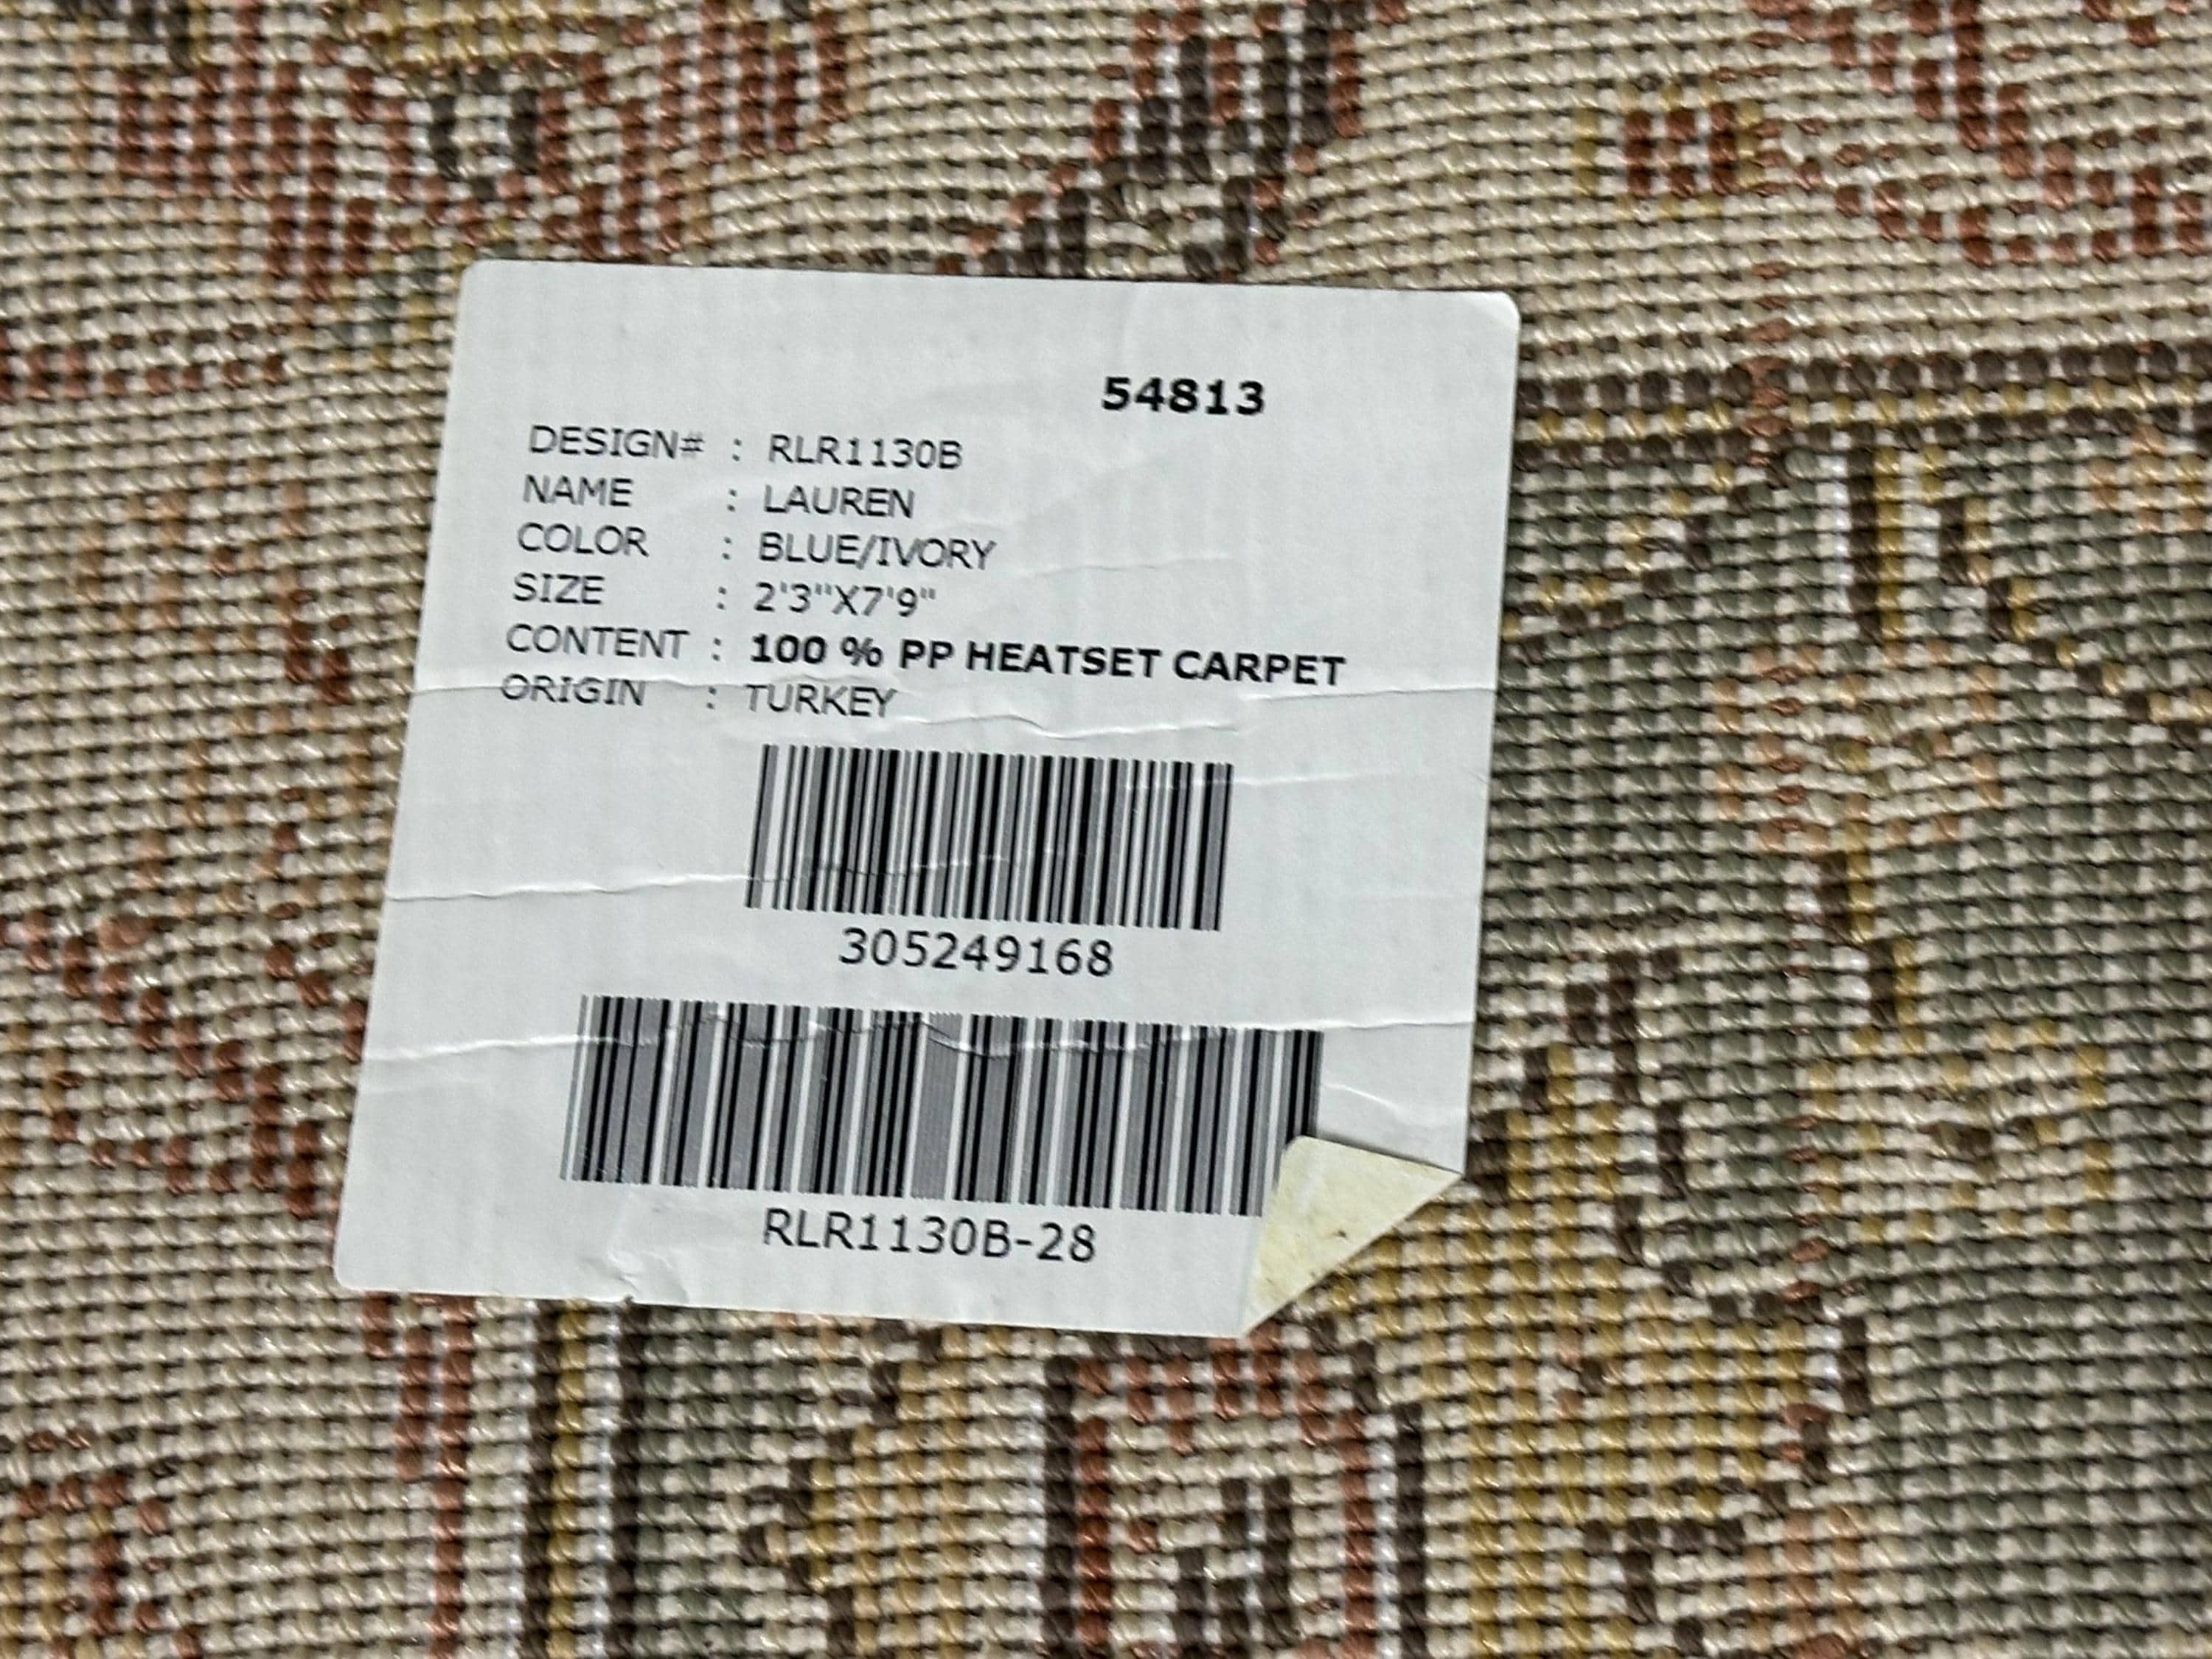 54813
DESIGN# : RLR1130B
NAME : LAUREN
COLOR : BLUE/IVORY
SIZE : 2'3"X7'9"
CONTENT : 100 % PP HEATSET CARPET
ORIGIN : TURKEY
305249168
RLR1130B-28